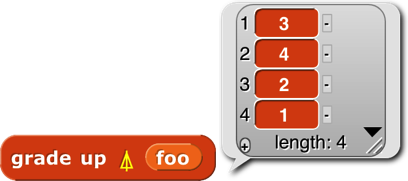 1 3 -
2 4 -
3 2 -
4 1 -
+ length: 4
grade up ⍋ foo